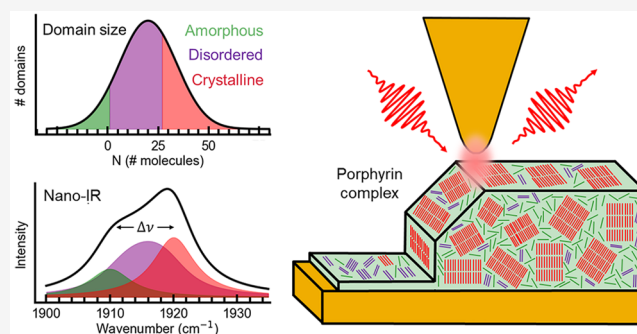 Domain size
Amorphous
Disordered
Crystalline
# domains
0 25 50
N (# molecules)
Nano-IR
Δν
Intensity
1900 1910 1920 1930
Wavenumber (cm⁻¹)
Porphyrin
complex